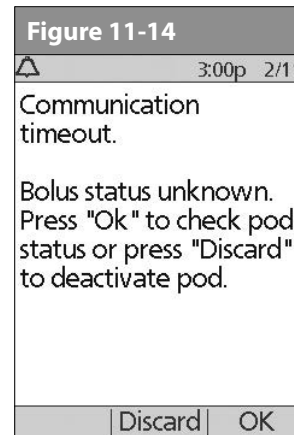 Figure 11-14
3:00p 2/1
Communication
timeout.
Bolus status unknown.
Press "Ok" to check pod
status or press "Discard"
to deactivate pod.
Discard OK